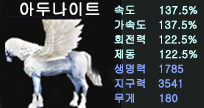 아두나이트
속도 137.5%
가속도 137.5%
회전력 122.5%
제동 122.5%
생명력 1785
지구력 3541
무게 180